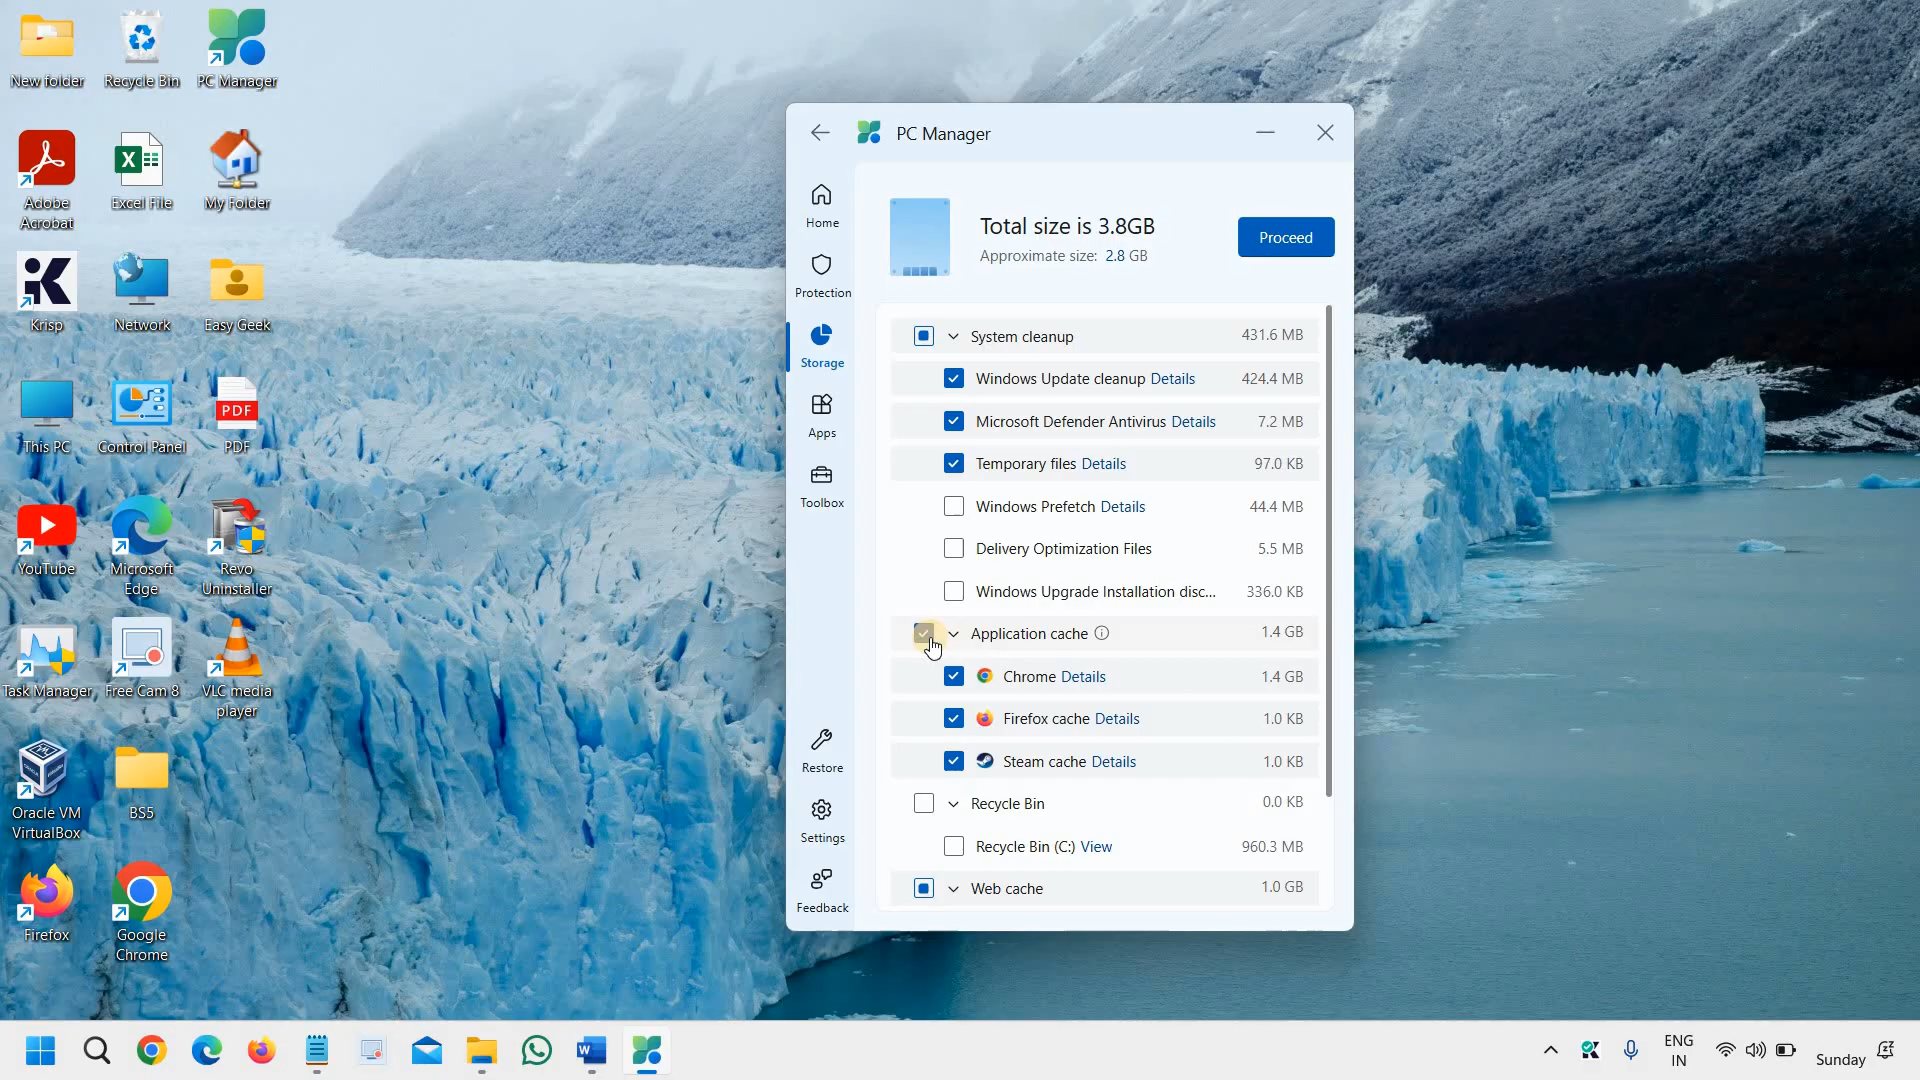 New folder
Recycle Bin
PC Manager
Adobe
Acrobat
Excel File
My Folder
Krisp
Network
Easy Geek
This PC
Control Panel
PDF
PDF
YouTube
Microsoft
Edge
Revo
Uninstaller
Task Manager
Free Cam 8
VLC media
player
Oracle VM
VirtualBox
BS5
Firefox
Google
Chrome
PC Manager
Home
Protection
Storage
Apps
Toolbox
Restore
Settings
Feedback
Total size is 3.8GB
Approximate size: 2.8 GB
Proceed
System cleanup 431.6 MB
Windows Update cleanup Details 424.4 MB
Microsoft Defender Antivirus Details 7.2 MB
Temporary files Details 97.0 KB
Windows Prefetch Details 44.4 MB
Delivery Optimization Files 5.5 MB
Windows Upgrade Installation disc... 336.0 KB
Application cache 1.4 GB
Chrome Details 1.4 GB
Firefox cache Details 1.0 KB
Steam cache Details 1.0 KB
Recycle Bin 0.0 KB
Recycle Bin (C:) View 960.3 MB
Web cache 1.0 GB
ENG
IN
Sunday